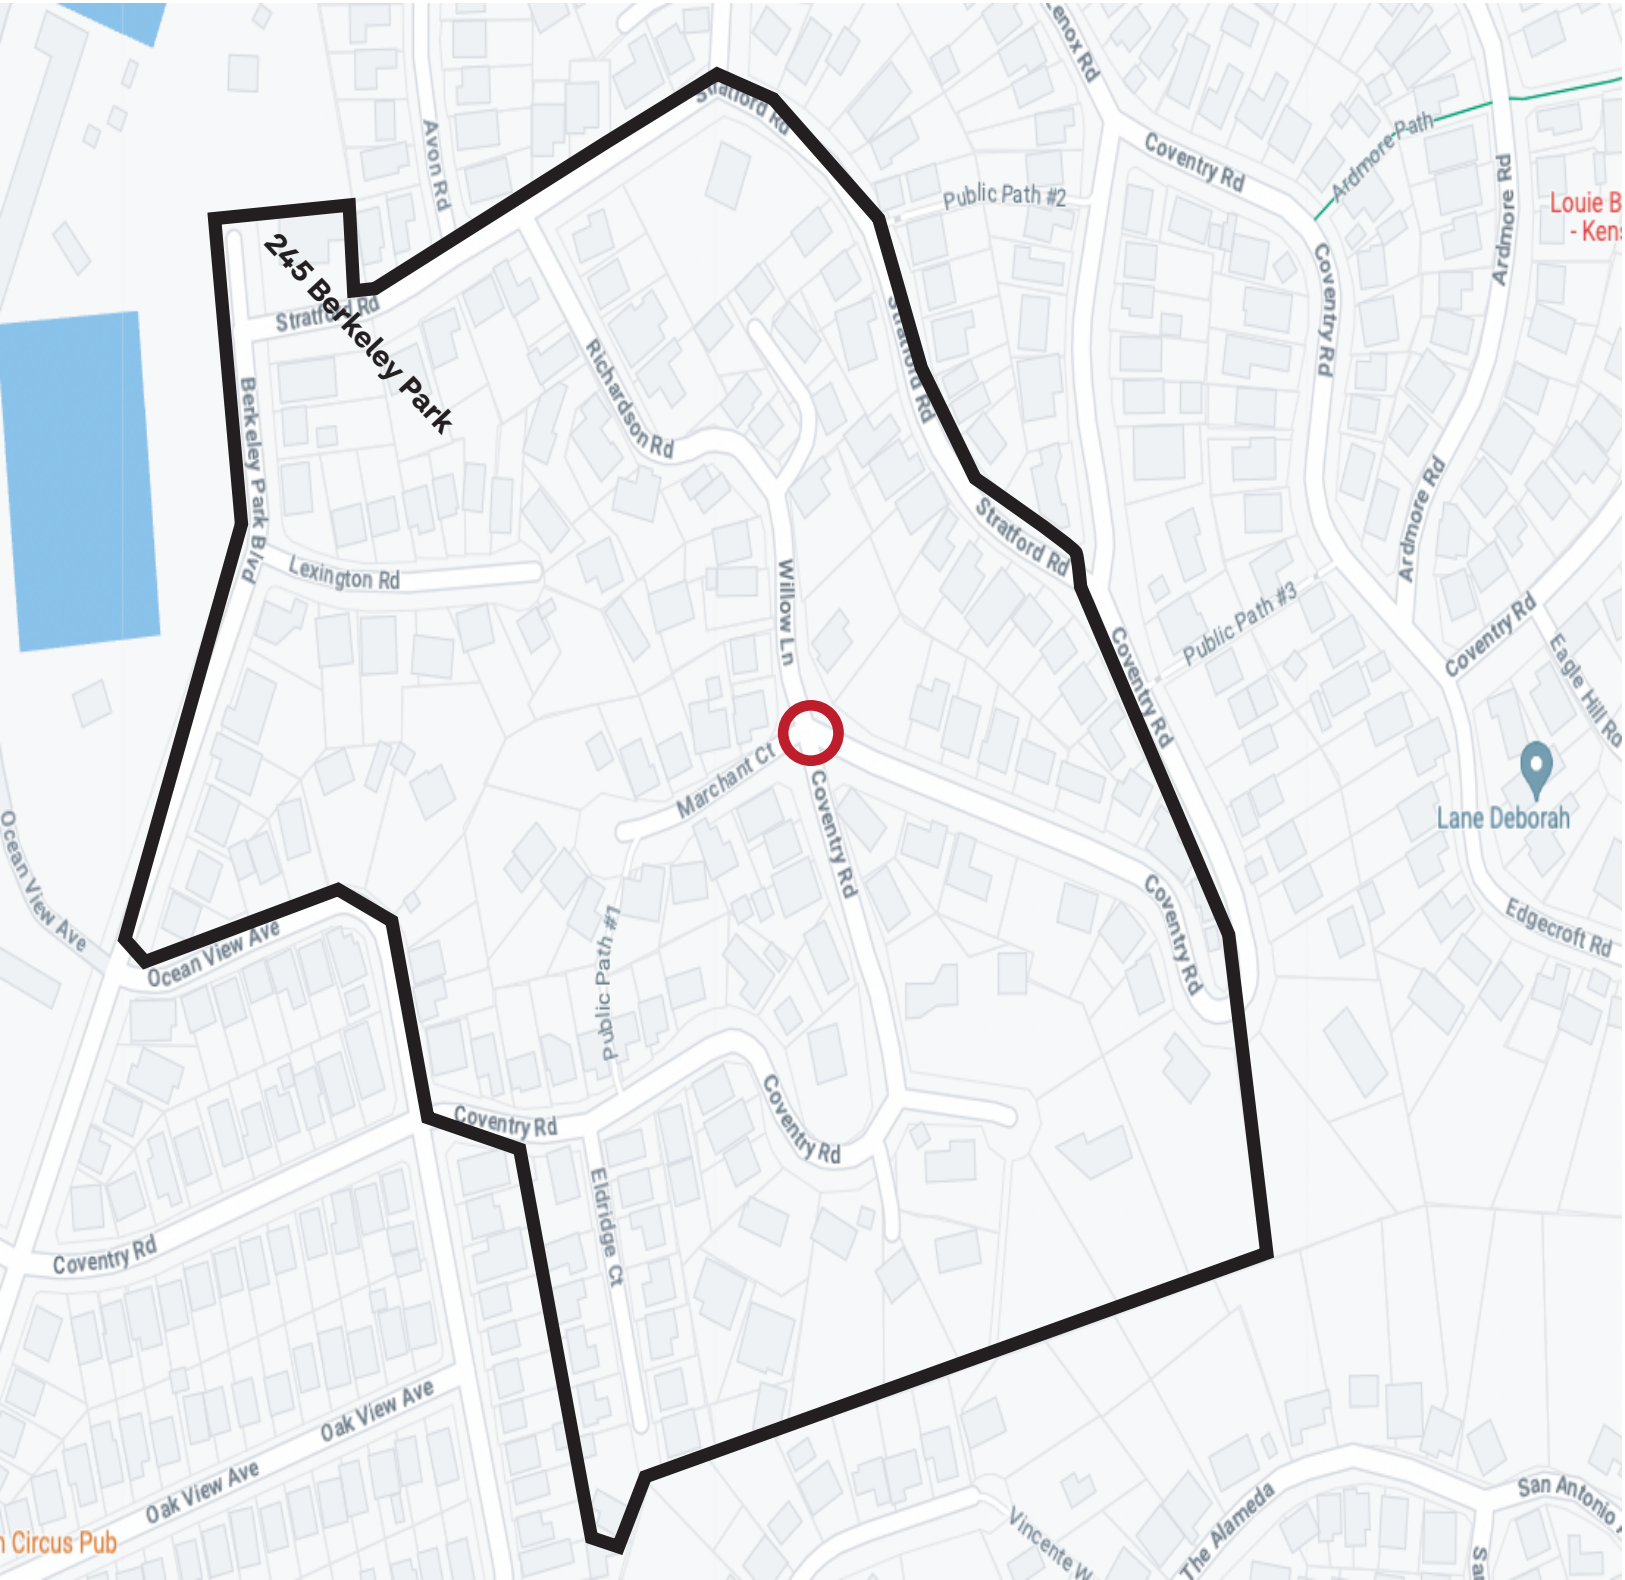 Lenox Rd
Stratford Rd
Avon Rd
Coventry Rd
Ardmore Path
Public Path #2
Ardmore Rd
Louie B
- Kens
245 Berkeley Park
Stratford Rd
Coventry Rd
Stratford Rd
Richardson Rd
Berkeley Park Blvd
Ardmore Rd
Stratford Rd
Lexington Rd
Willow Ln
Public Path #3
Coventry Rd
Coventry Rd
Eagle Hill Rd
Marchant Ct
Coventry Rd
Lane Deborah
Ocean View Ave
Ocean View Ave
Coventry Rd
Edgecroft Rd
Public Path #1
Coventry Rd
Coventry Rd
Coventry Rd
Eldridge Ct
Oak View Ave
Oak View Ave
n Circus Pub
The Alameda
San Antonio A
Vincente W
San